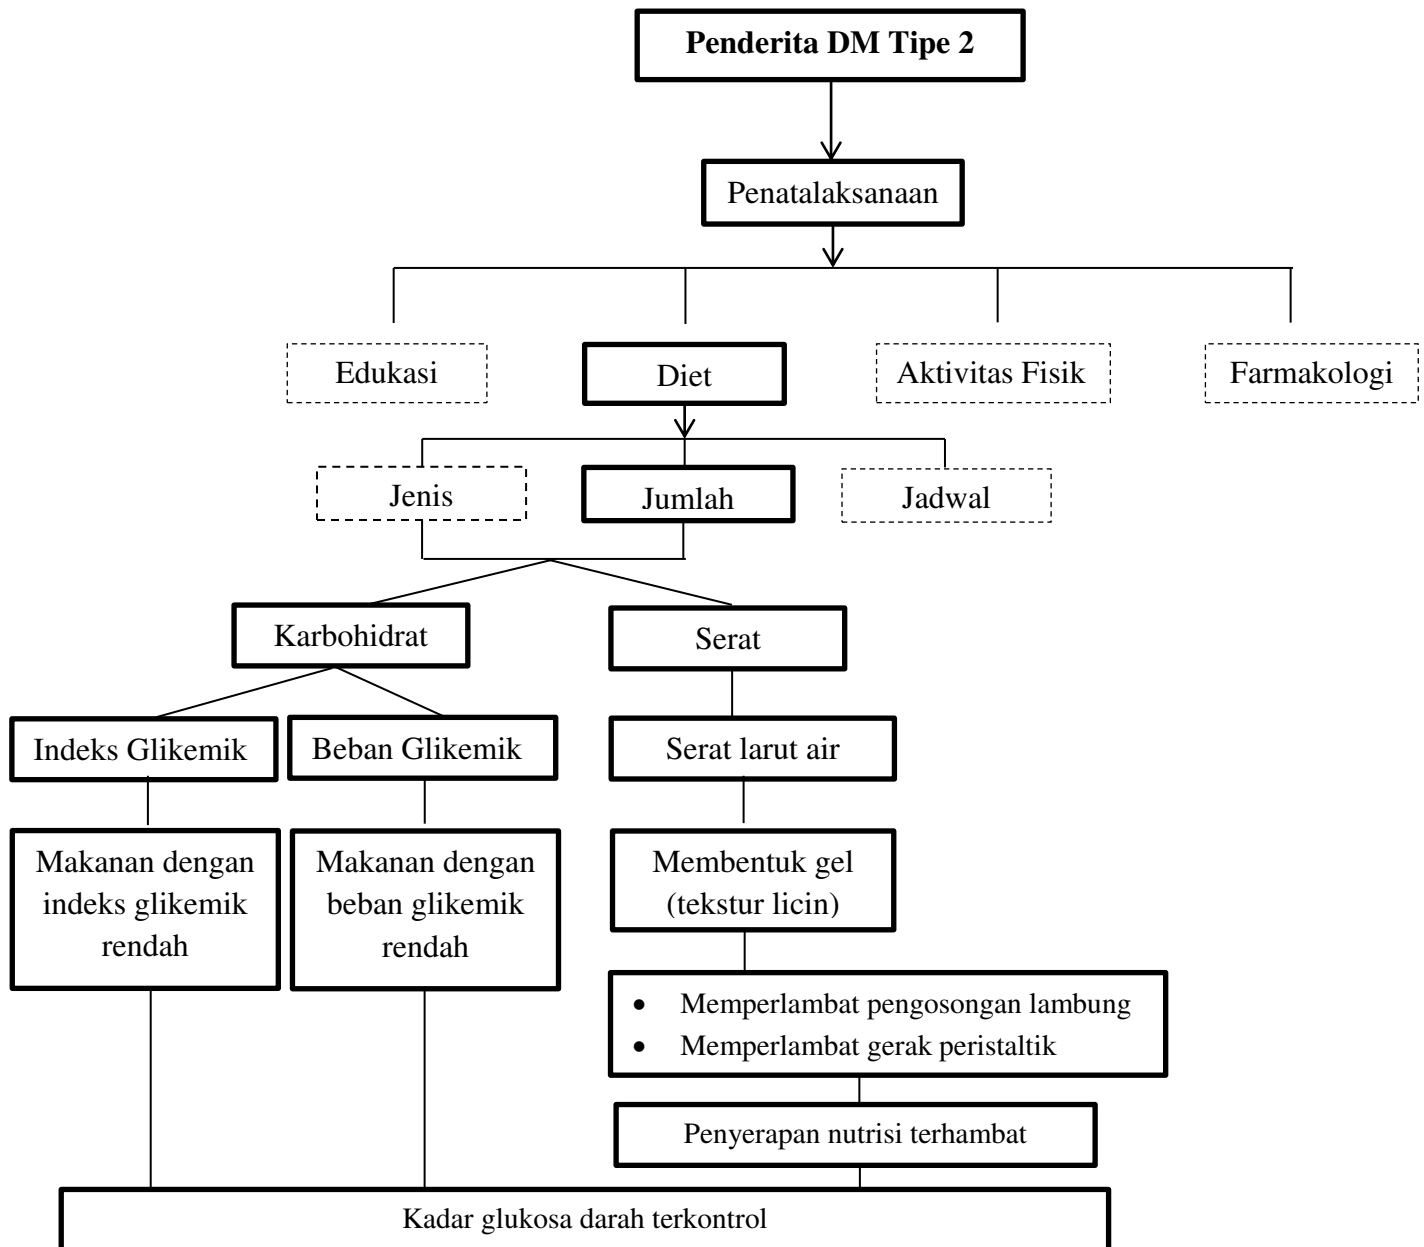 Penderita DM Tipe 2
Penatalaksanaan
Edukasi
Diet
Aktivitas Fisik
Farmakologi
Jenis
Jumlah
Jadwal
Karbohidrat
Serat
Indeks Glikemik
Beban Glikemik
Serat larut air
Makanan dengan
indeks glikemik
rendah
Makanan dengan
beban glikemik
rendah
Membentuk gel
(tekstur licin)
• Memperlambat pengosongan lambung
• Memperlambat gerak peristaltik
Penyerapan nutrisi terhambat
Kadar glukosa darah terkontrol